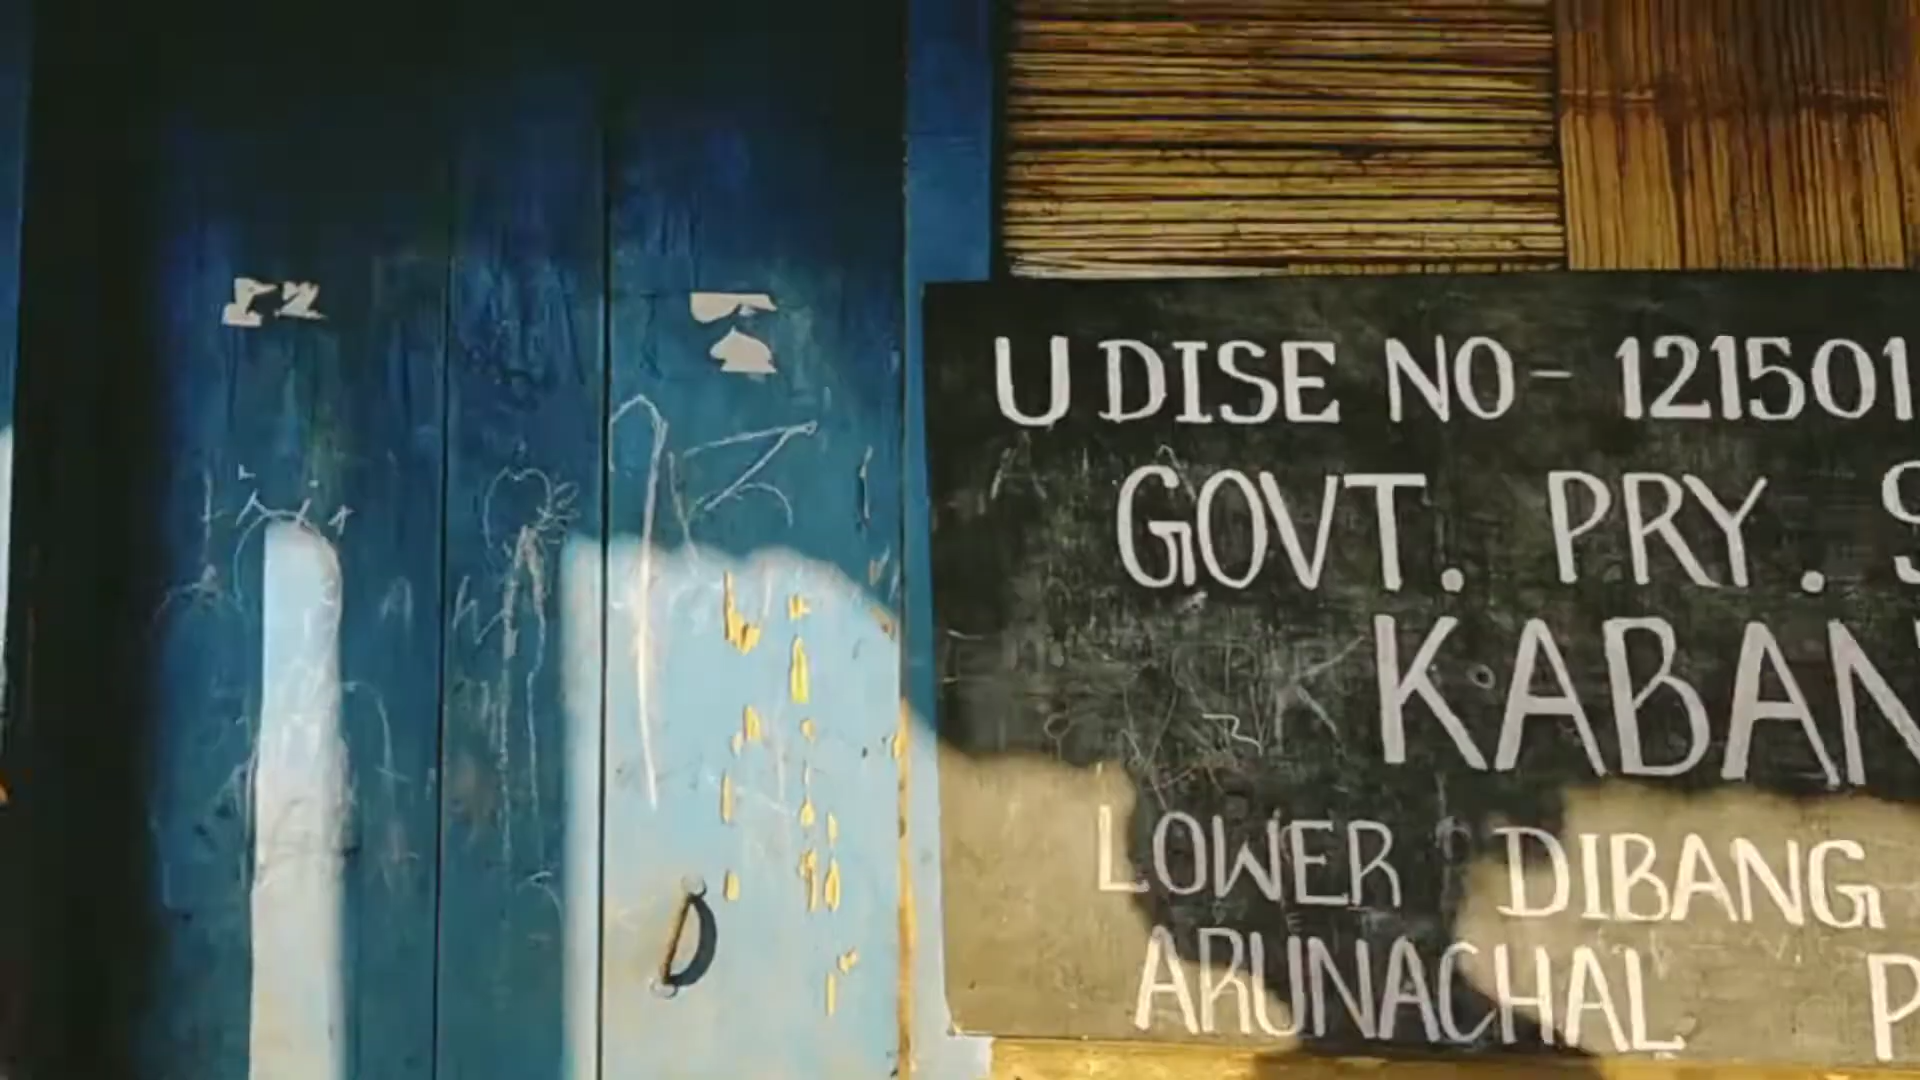 UDISE NO- 121501
GOVT. PRY. S
KABAN
LOWER DIBANG
ARUNACHAL P